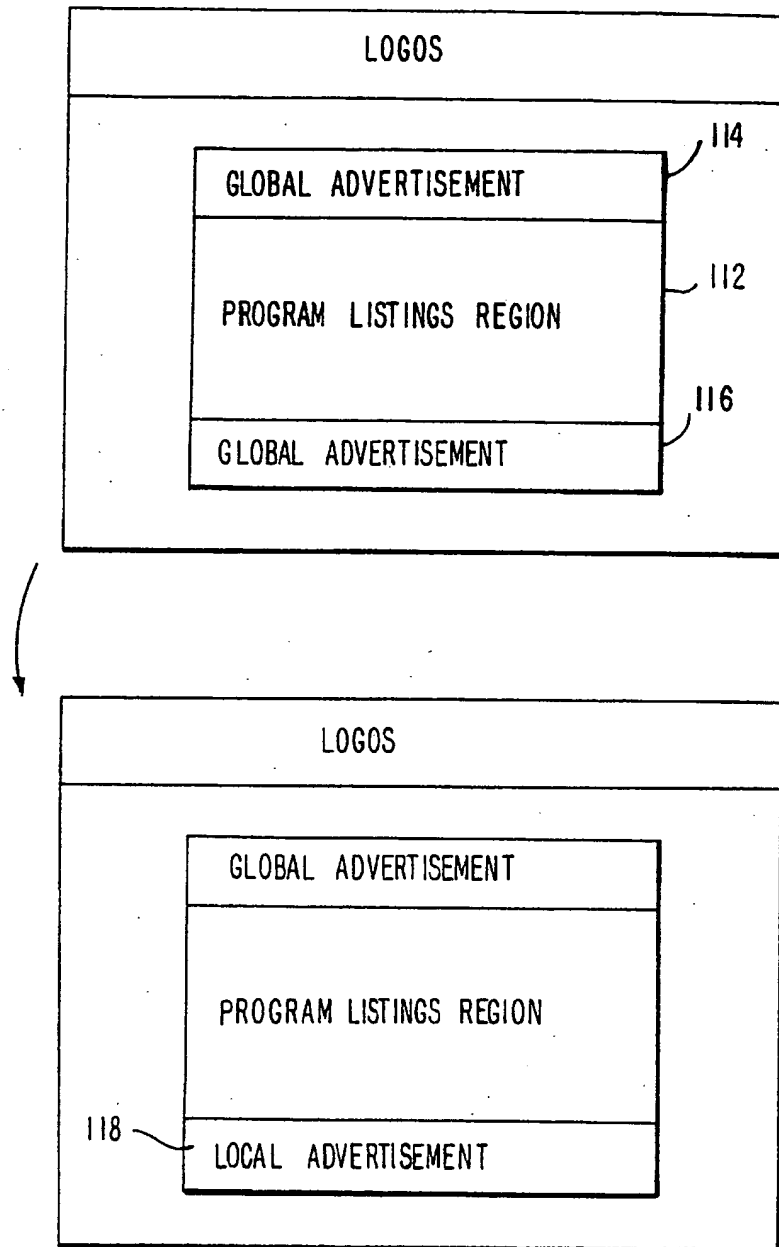 LOGOS
114
GLOBAL ADVERTISEMENT
112
PROGRAM LISTINGS REGION
116
GLOBAL ADVERTISEMENT
LOGOS
GLOBAL ADVERTISEMENT
PROGRAM LISTINGS REGION
118
LOCAL ADVERTISEMENT